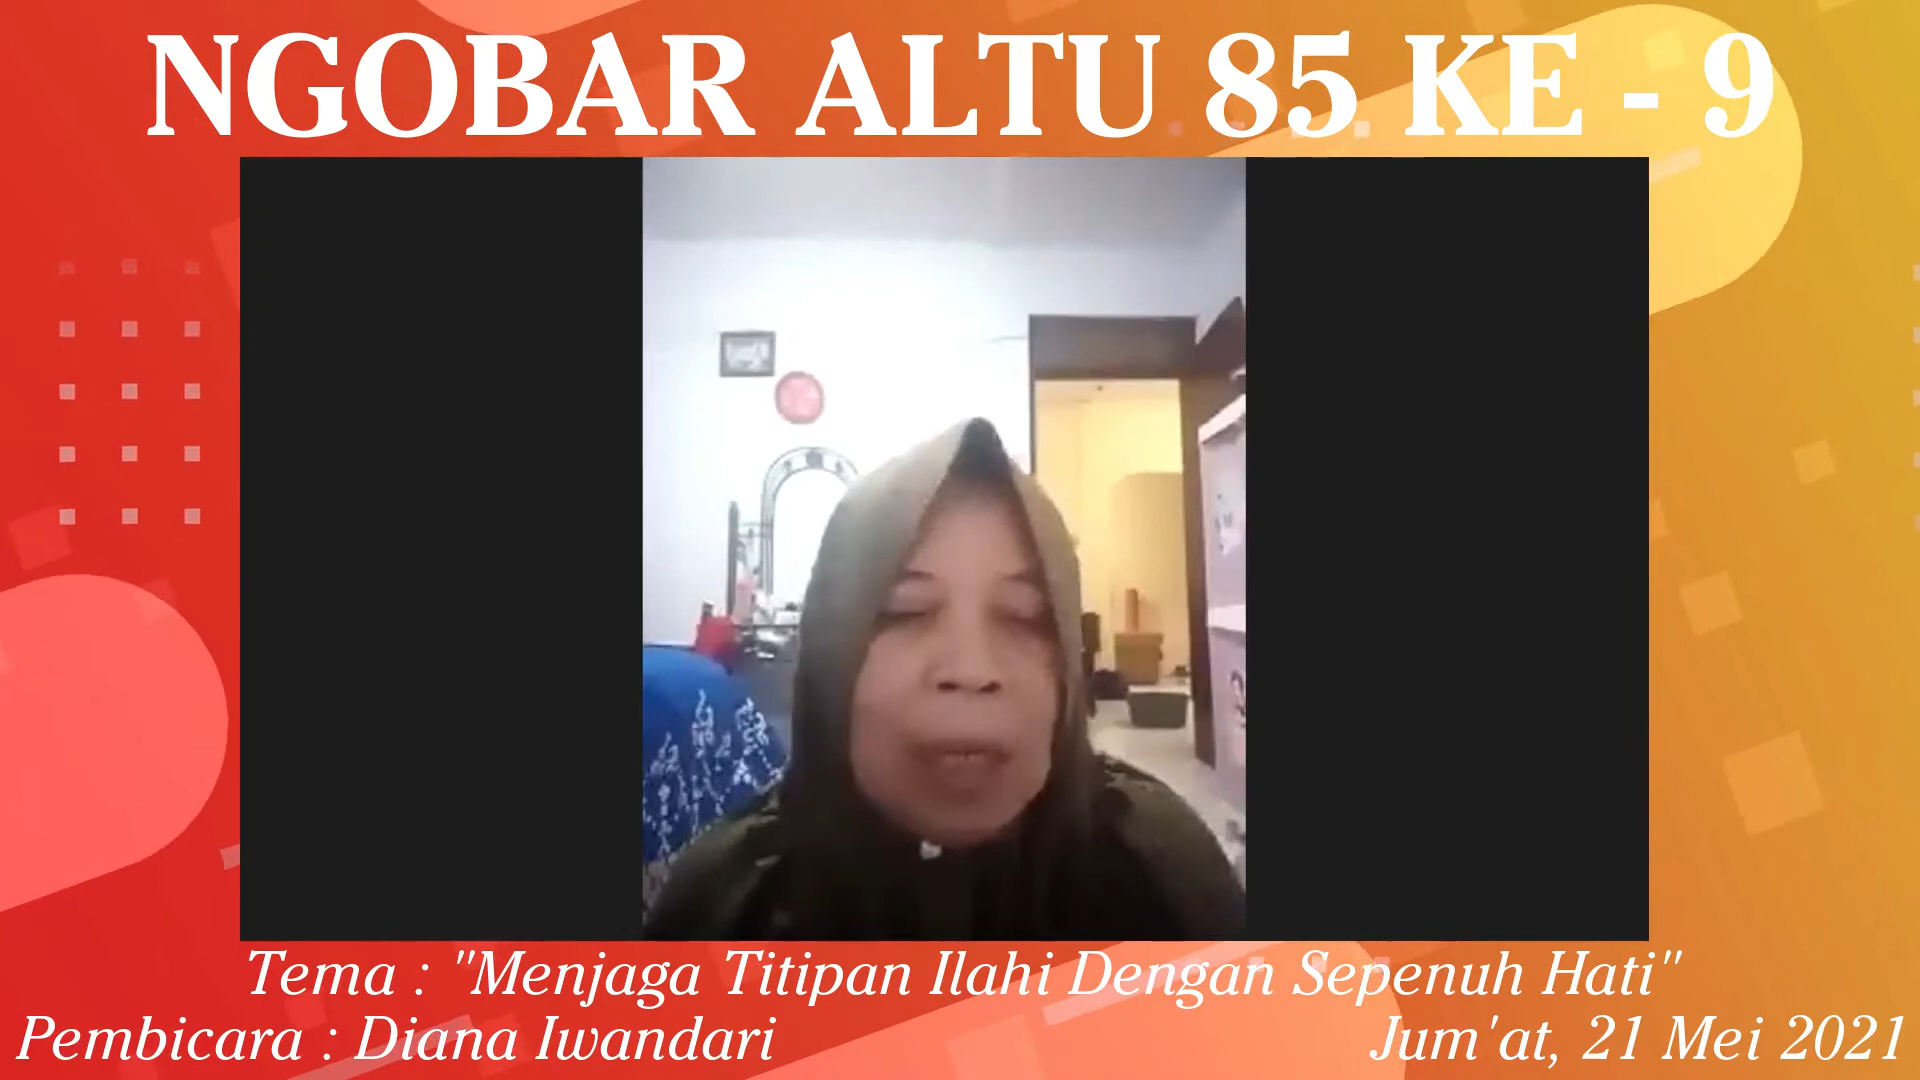 NGOBAR ALTU 85 KE - 9
Tema : "Menjaga Titipan Ilahi Dengan Sepenuh Hati"
Pembicara : Diana Iwandari
Jum'at, 21 Mei 2021